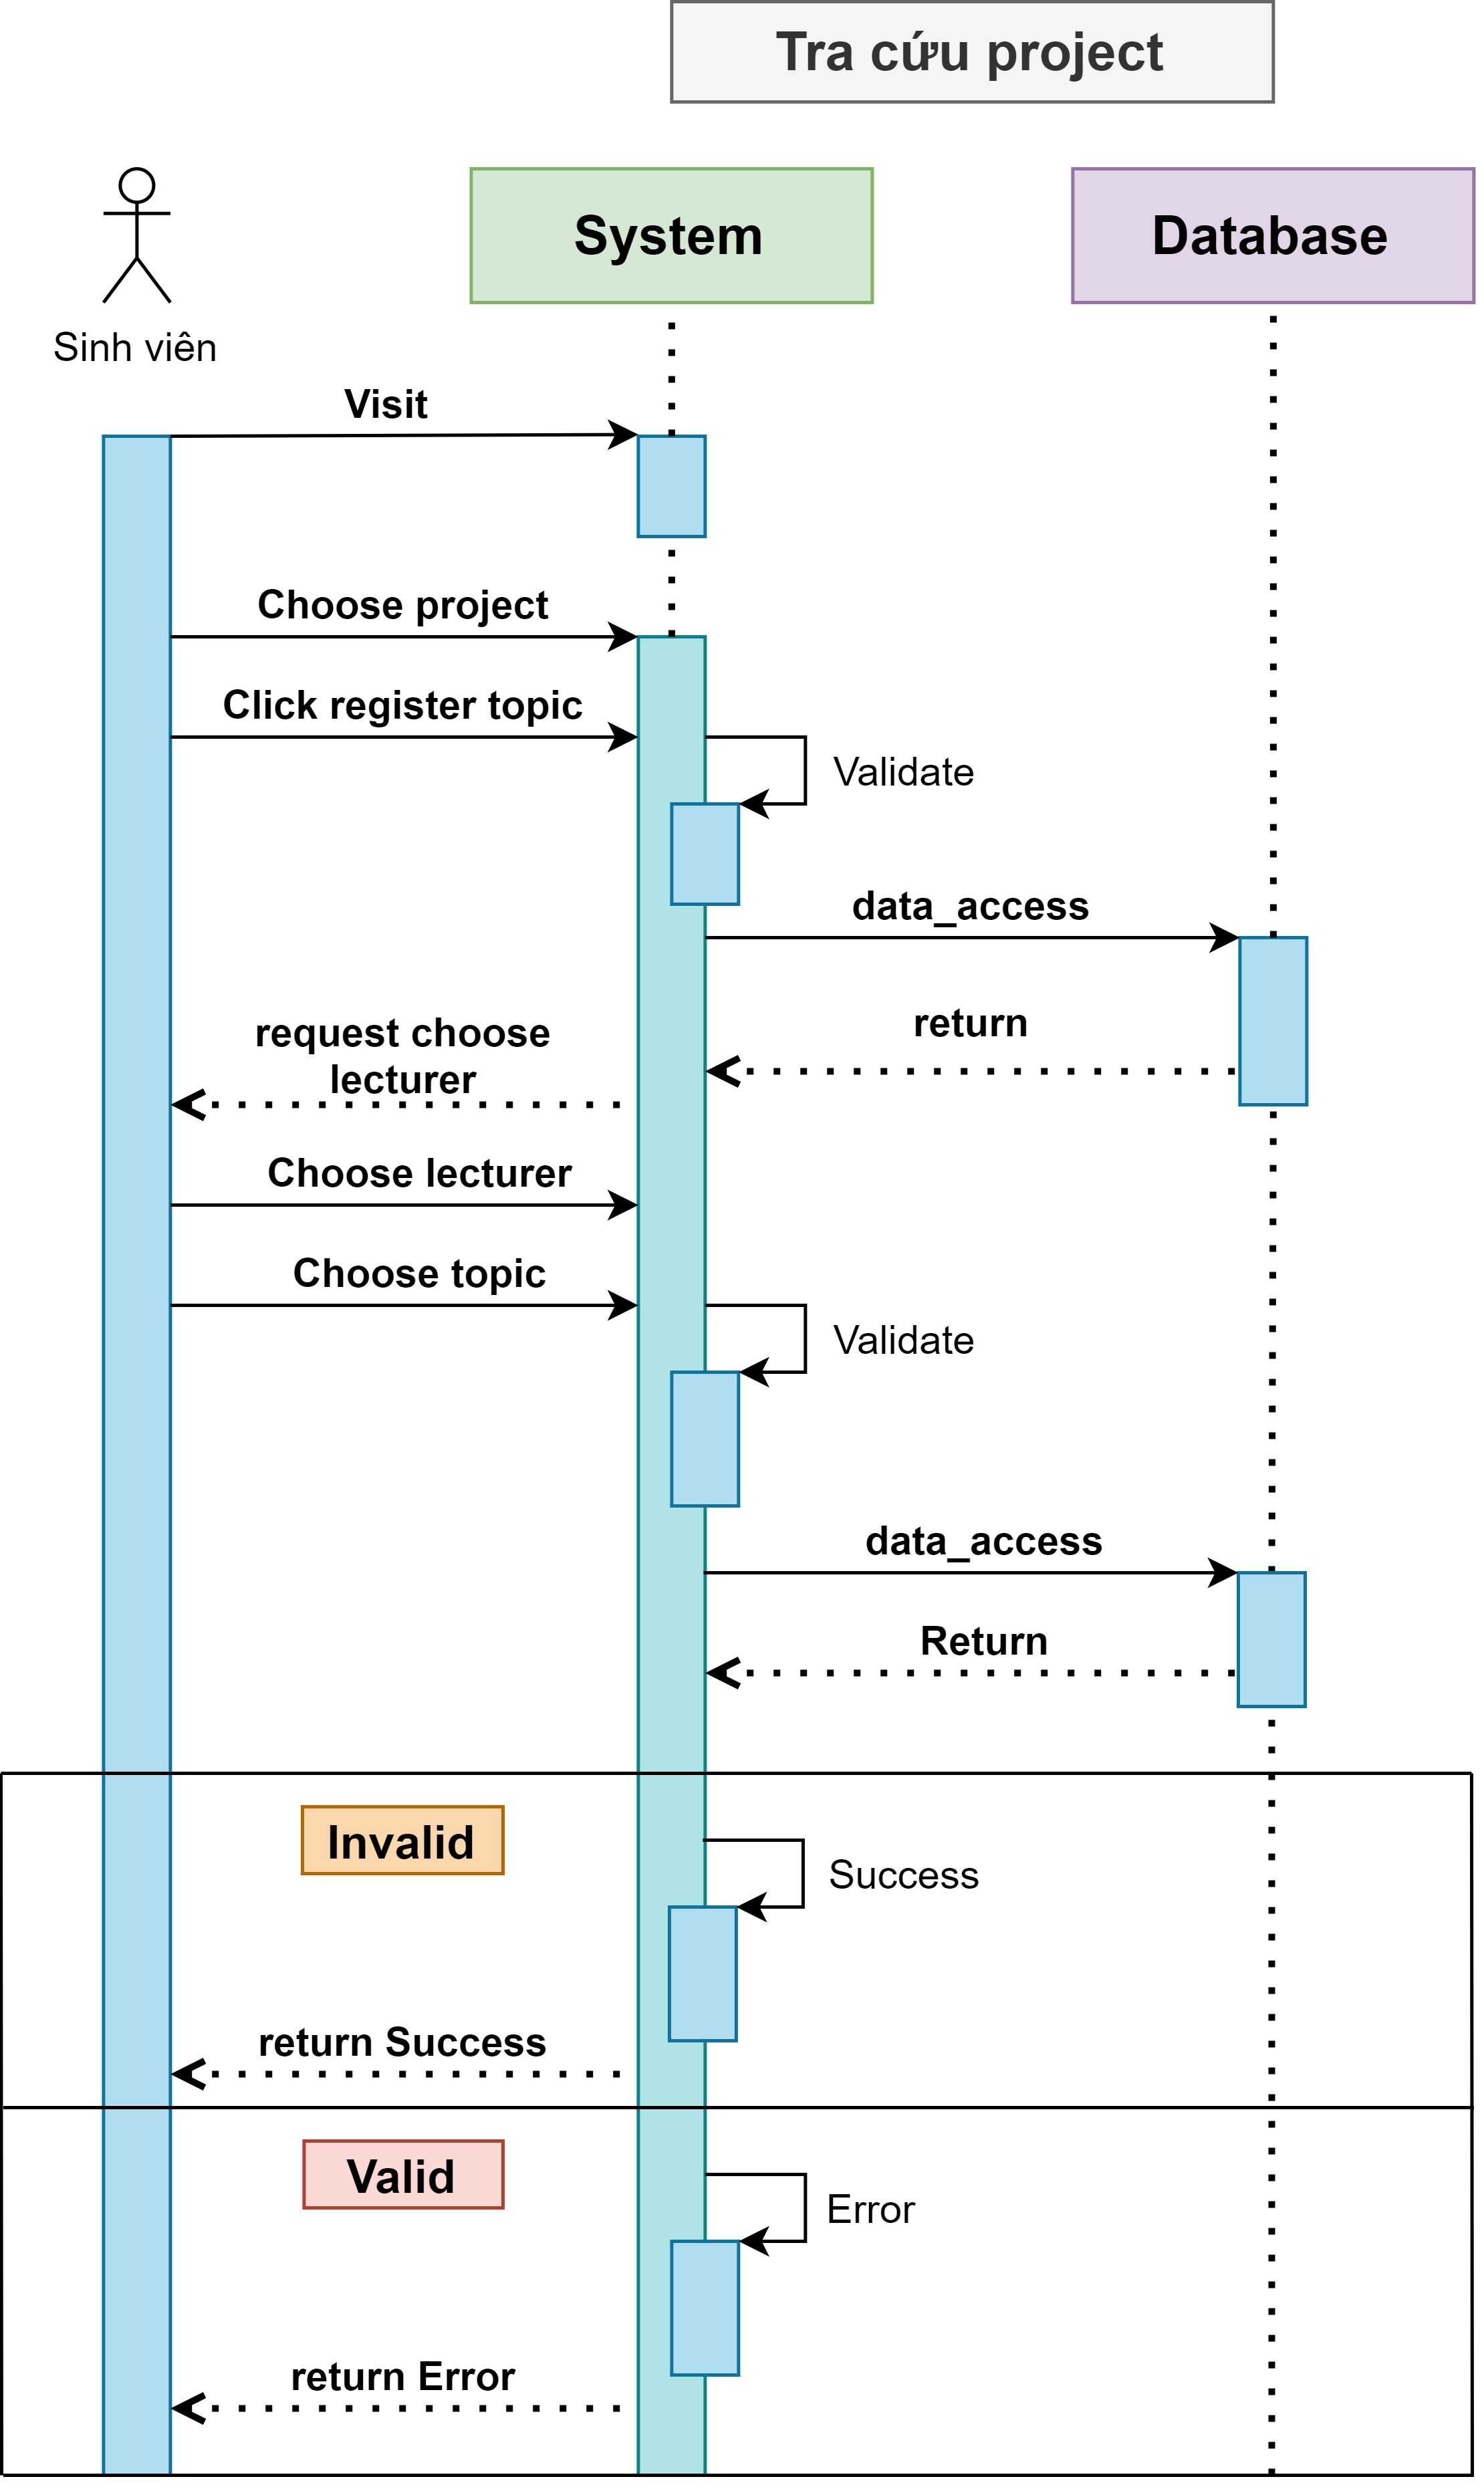 Tra cứu project
System
Database
Sinh viên
Visit
Choose project
Click register topic
Validate
data_access
return
request choose
lecturer
Choose lecturer
Choose topic
Validate
data_access
Return
Invalid
Success
return Success
Valid
Error
return Error